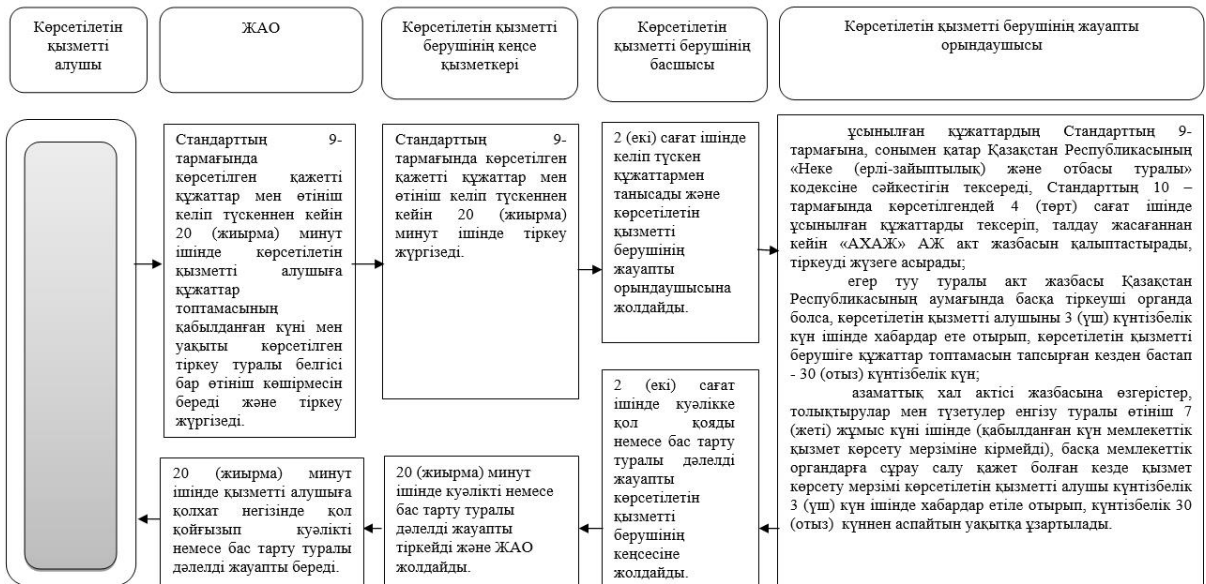 Көрсетілетін
қызметті
алушы
ЖАО
Көрсетілетін қызметті
берушінің кеңсе
қызметкері
Көрсетілетін
қызметті берушінің
басшысы
Көрсетілетін қызметті берушінің жауапты
орындаушысы
Стандарттың 9-
тармағында
көрсетілген қажетті
құжаттар мен өтініш
келіп түскеннен кейін
20 (жиырма) минут
ішінде көрсетілетін
қызметті алушыға
құжаттар
топтамасының
қабылданған күні мен
уақыты көрсетілген
тіркеу туралы белгісі
бар өтініш көшірмесін
береді және тіркеу
жүргізеді.
Стандарттың 9-
тармағында көрсетілген
қажетті құжаттар мен
өтініш келіп түскеннен
кейін 20 (жиырма)
минут ішінде тіркеу
жүргізеді.
2 (екі) сағат ішінде
келіп түскен
құжаттармен
танысады және
көрсетілетін
қызметті
берушінің
жауапты
орындаушысына
жолдайды.
ұсынылған құжаттардың Стандарттың 9-
тармағына, сонымен қатар Қазақстан Республикасының
«Неке (ерлі-зайыптылық) және отбасы туралы»
кодексіне сәйкестігін тексереді, Стандарттың 10 –
тармағында көрсетілгендей 4 (төрт) сағат ішінде
ұсынылған құжаттарды тексеріп, талдау жасағаннан
кейін «АХАЖ» АЖ акт жазбасын қалыптастырады,
тіркеуді жүзеге асырады;
егер туу туралы акт жазбасы Қазақстан
Республикасының аумағында басқа тіркеуші органда
болса, көрсетілетін қызметті алушыны 3 (үш) күнтізбелік
күн ішінде хабардар ете отырып, көрсетілетін қызметті
берушіге құжаттар топтамасын тапсырған кезден бастап
- 30 (отыз) күнтізбелік күн;
азаматтық хал актісі жазбасына өзгерістер,
толықтырулар мен түзетулер енгізу туралы өтініш 7
(жеті) жұмыс күні ішінде (қабылданған күн мемлекеттік
қызмет көрсету мерзіміне кірмейді), басқа мемлекеттік
органдарға сұрау салу қажет болған кезде қызмет
көрсету мерзімі көрсетілетін қызметті алушы күнтізбелік
3 (үш) күн ішінде хабардар етіле отырып, күнтізбелік 30
(отыз) күннен аспайтын уақытқа ұзартылады.
20 (жиырма) минут
ішінде қызметті алушыға
қолхат негізінде қол
қойғызып куәлікті
немесе бас тарту туралы
дәлелді жауапты береді.
20 (жиырма) минут
ішінде куәлікті немесе
бас тарту туралы
дәлелді жауапты
тіркейді және ЖАО
жолдайды.
2 (екі) сағат
ішінде куәлікке
қол қояды
немесе бас тарту
туралы дәлелді
жауапты
көрсетілетін
қызметті
берушінің
кеңсесіне
жолдайды.